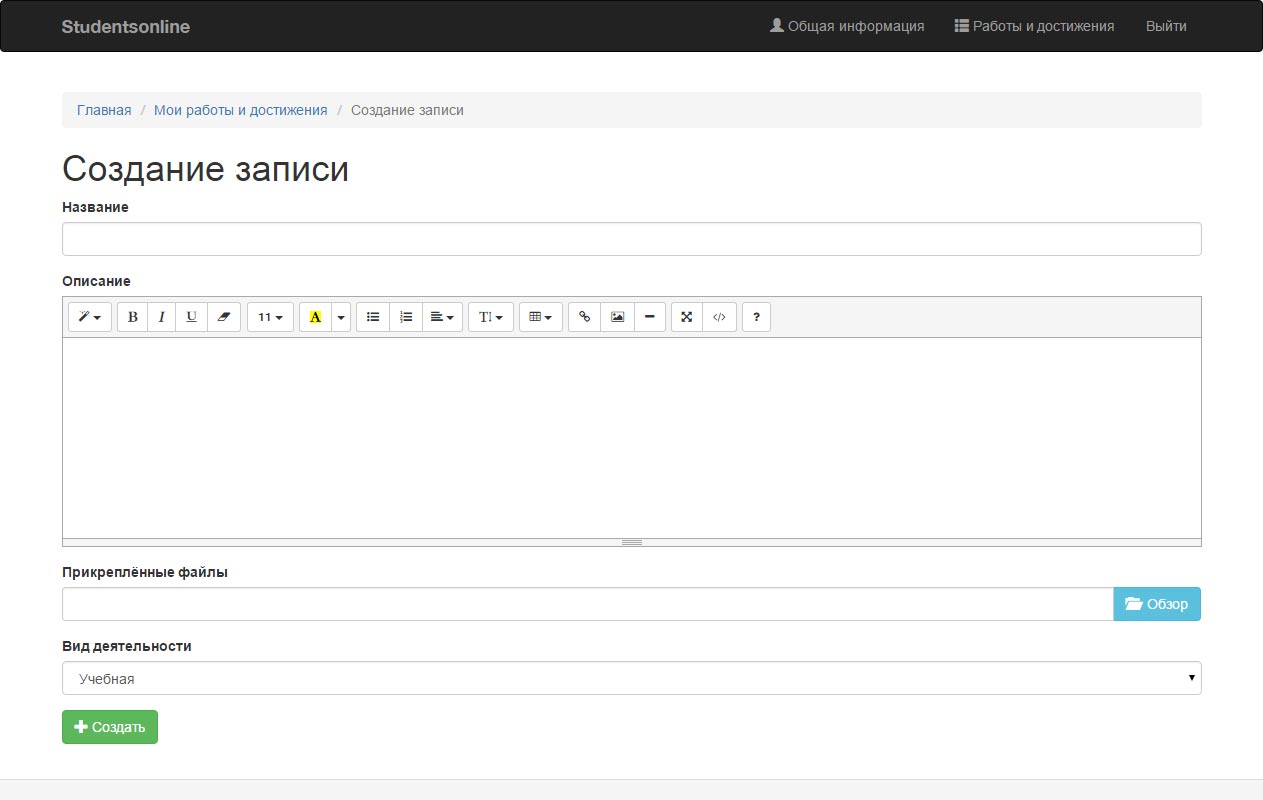 Studentsonline Общая информация Работы и достижения Выйти
Главная / Мои работы и достижения / Создание записи
Создание записи
Название
Описание
B I U 11 A T! </> ?
Прикреплённые файлы
Обзор
Вид деятельности
Учебная
Создать